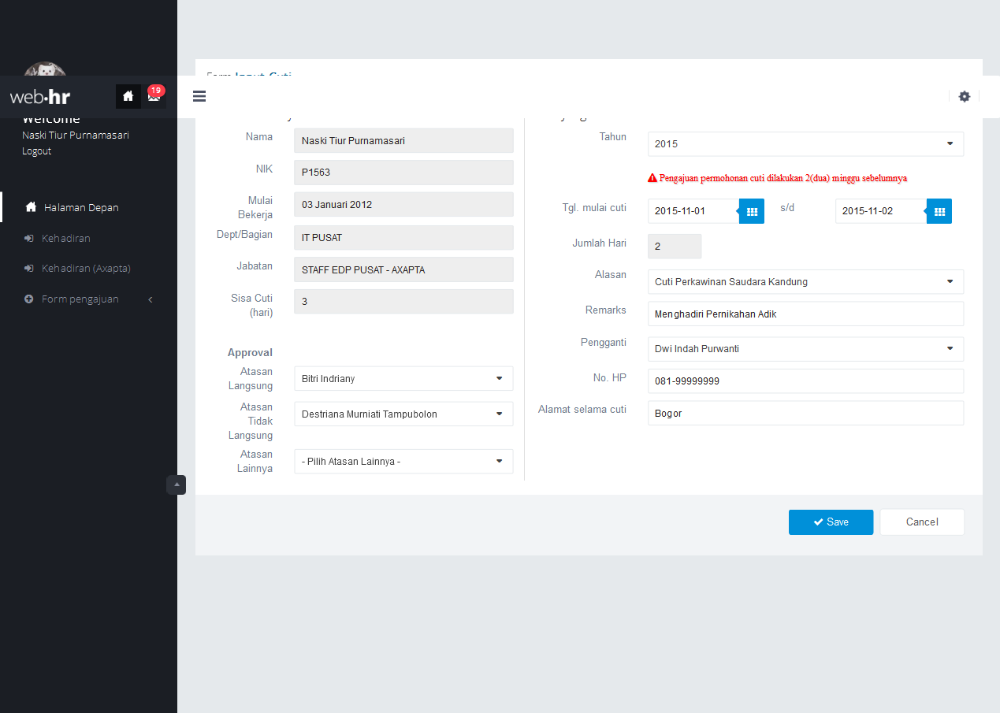 Form Input Cuti
web·hr
19
Welcome
Naski Tiur Purnamasari
Logout
Halaman Depan
Kehadiran
Kehadiran (Axapta)
Form pengajuan
Nama
Naski Tiur Purnamasari
NIK
P1563
Mulai
Bekerja
03 Januari 2012
Dept/Bagian
IT PUSAT
Jabatan
STAFF EDP PUSAT - AXAPTA
Sisa Cuti
(hari)
3
Approval
Atasan
Langsung
Bitri Indriany
Atasan
Tidak
Langsung
Destriana Murniati Tampubolon
Atasan
Lainnya
- Pilih Atasan Lainnya -
Tahun
2015
Pengajuan permohonan cuti dilakukan 2(dua) minggu sebelumnya
Tgl. mulai cuti
2015-11-01
s/d
2015-11-02
Jumlah Hari
2
Alasan
Cuti Perkawinan Saudara Kandung
Remarks
Menghadiri Pernikahan Adik
Pengganti
Dwi Indah Purwanti
No. HP
081-99999999
Alamat selama cuti
Bogor
Save
Cancel